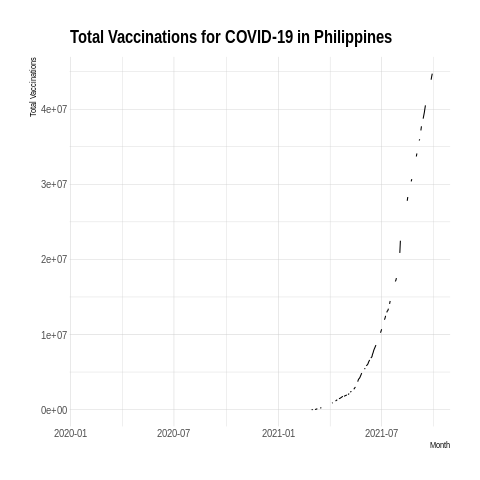 Total Vaccinations for COVID-19 in Philippines
Total Vaccinations
4e+07
3e+07
2e+07
1e+07
0e+00
2020-01 2020-07 2021-01 2021-07
Month